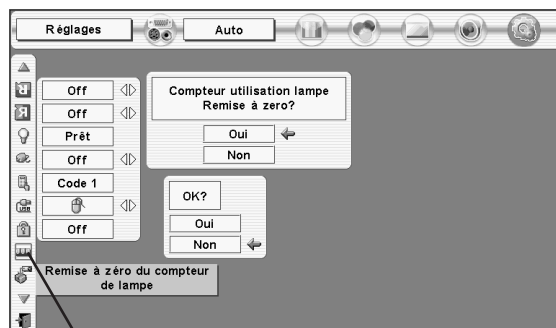 Réglages
Auto
Off
Off
Prêt
Off
Code 1
Off
Compteur utilisation lampe
Remise à zero?
Oui
Non
OK?
Oui
Non
Remise à zéro du compteur
de lampe
USB